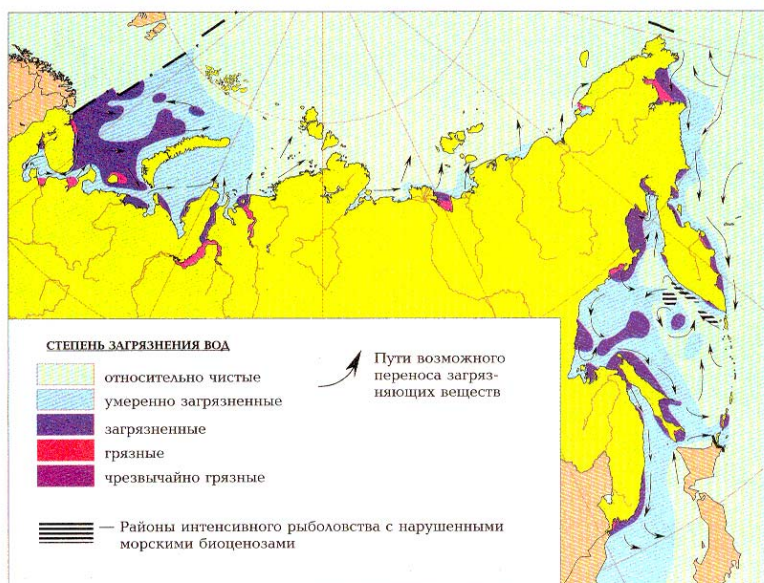 СТЕПЕНЬ ЗАГРЯЗНЕНИЯ ВОД
относительно чистые
умеренно загрязненные
загрязненные
грязные
чрезвычайно грязные
Пути возможного
переноса загряз-
няющих веществ
— Районы интенсивного рыболовства с нарушенными
морскими биоценозами